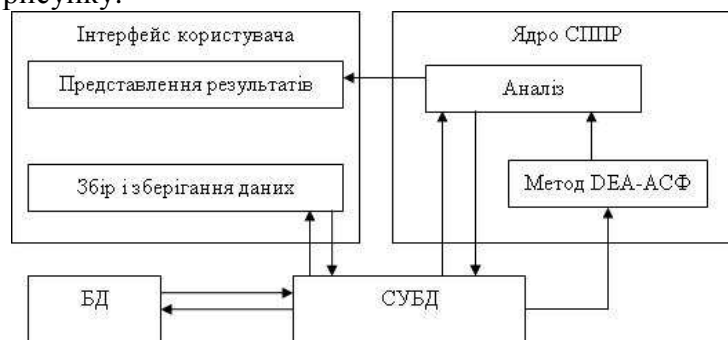 рисунку.
Інтерфейс користувача
Ядро СППР
Представлення результатів
Аналіз
Збір і зберігання даних
Метод DEA-АСФ
БД
СУБД